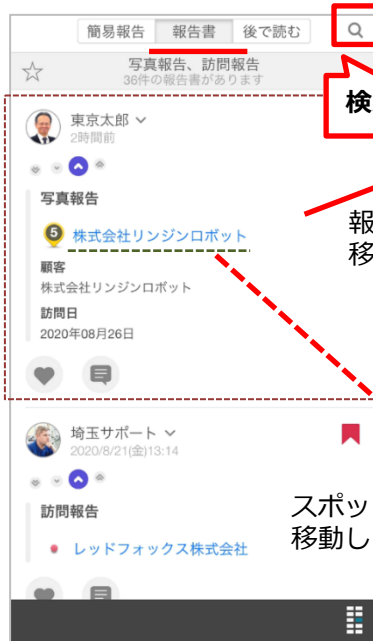 簡易報告 報告書 後で読む
写真報告、訪問報告
36件の報告書があります
検
東京太郎
2時間前
写真報告
5 株式会社リンジンロボット
報
移
顧客
株式会社リンジンロボット
訪問日
2020年08月26日
埼玉サポート
2020/8/21(金)13:14
訪問報告
スポッ
移動し
レッドフォックス株式会社